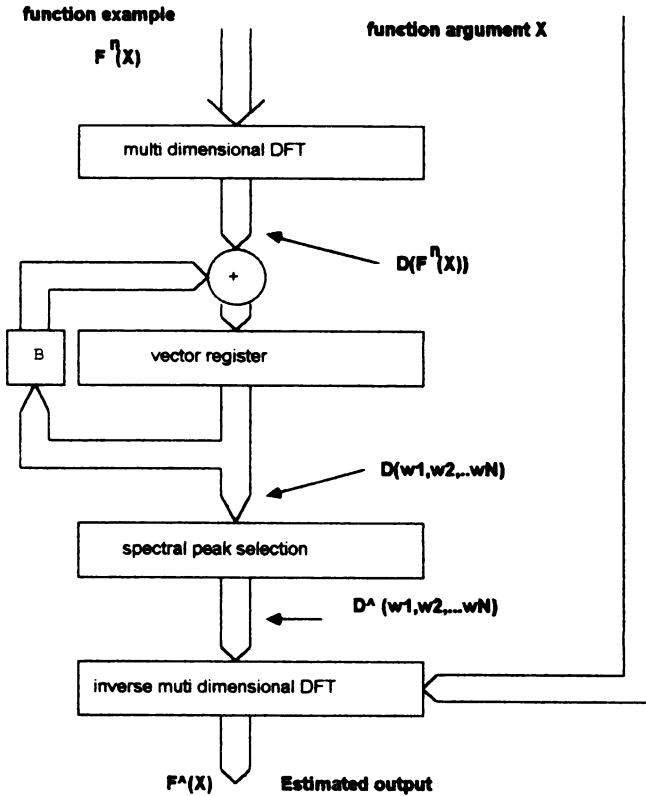 function example
F n(X)
function argument X
multi dimensional DFT
D(F n(X))
+
B
vector register
D(w1,w2,..wN)
spectral peak selection
D^ (w1,w2,...wN)
inverse muti dimensional DFT
F^(X)
Estimated output